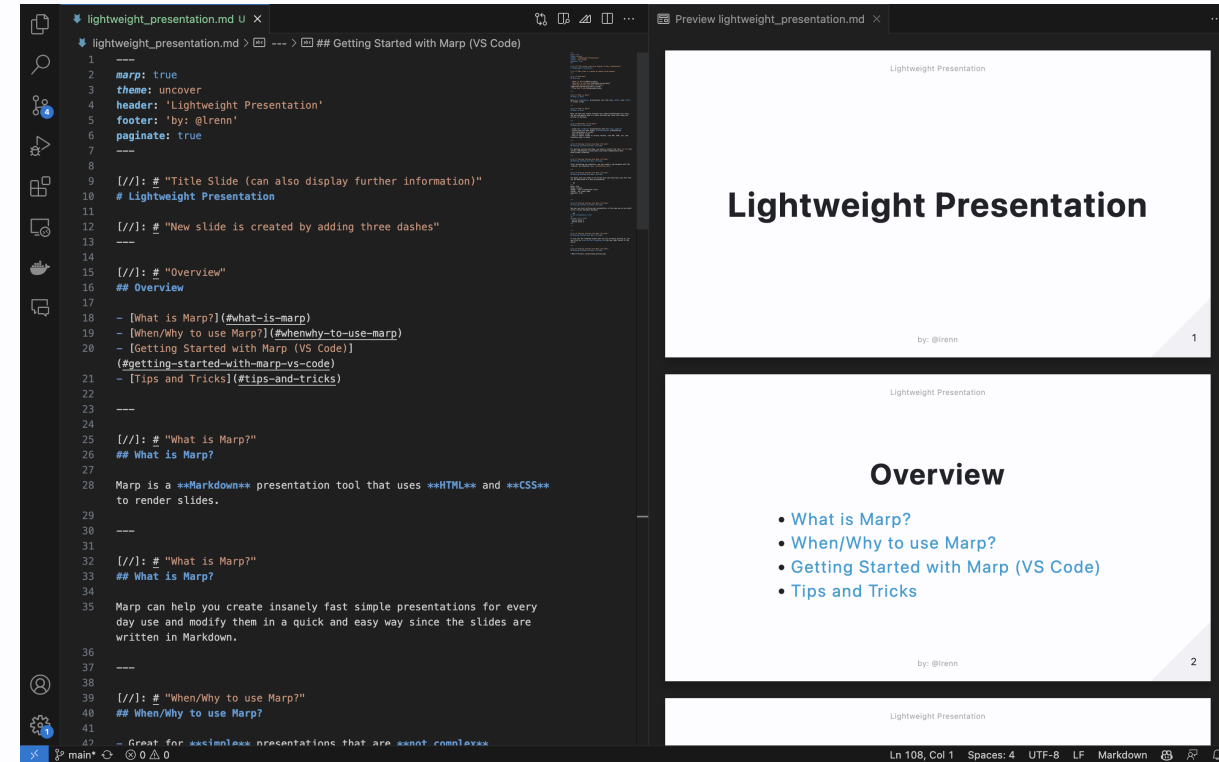 lightweight_presentation.md U
Preview lightweight_presentation.md
lightweight_presentation.md > --- > ## Getting Started with Marp (VS Code)
1 ---
2 marp: true
3 theme: uncover
4 header: 'Lightweight Presentation'
5 footer: 'by: @lrenn'
6 paginate: true
7 ---
8
9 [//]: # "Title Slide (can also display further information)"
10 # Lightweight Presentation
11
12 [//]: # "New slide is created by adding three dashes"
13 ---
14
15 [//]: # "Overview"
16 ## Overview
17
18 - [What is Marp?](#what-is-marp)
19 - [When/Why to use Marp?](#whenwhy-to-use-marp)
20 - [Getting Started with Marp (VS Code)]
(#getting-started-with-marp-vs-code)
21 - [Tips and Tricks](#tips-and-tricks)
22
23 ---
24
25 [//]: # "What is Marp?"
26 ## What is Marp?
27
28 Marp is a **Markdown** presentation tool that uses **HTML** and **CSS**
to render slides.
29
30 ---
31
32 [//]: # "What is Marp?"
33 ## What is Marp?
34
35 Marp can help you create insanely fast simple presentations for every
day use and modify them in a quick and easy way since the slides are
written in Markdown.
36
37 ---
38
39 [//]: # "When/Why to use Marp?"
40 ## When/Why to use Marp?
41
42 - Great for **simple** presentations that are **not complex**
Lightweight Presentation
Lightweight Presentation
by: @lrenn
1
Lightweight Presentation
Overview
• What is Marp?
• When/Why to use Marp?
• Getting Started with Marp (VS Code)
• Tips and Tricks
by: @lrenn
2
Lightweight Presentation
4
1
main* 0 0
Ln 108, Col 1 Spaces: 4 UTF-8 LF Markdown